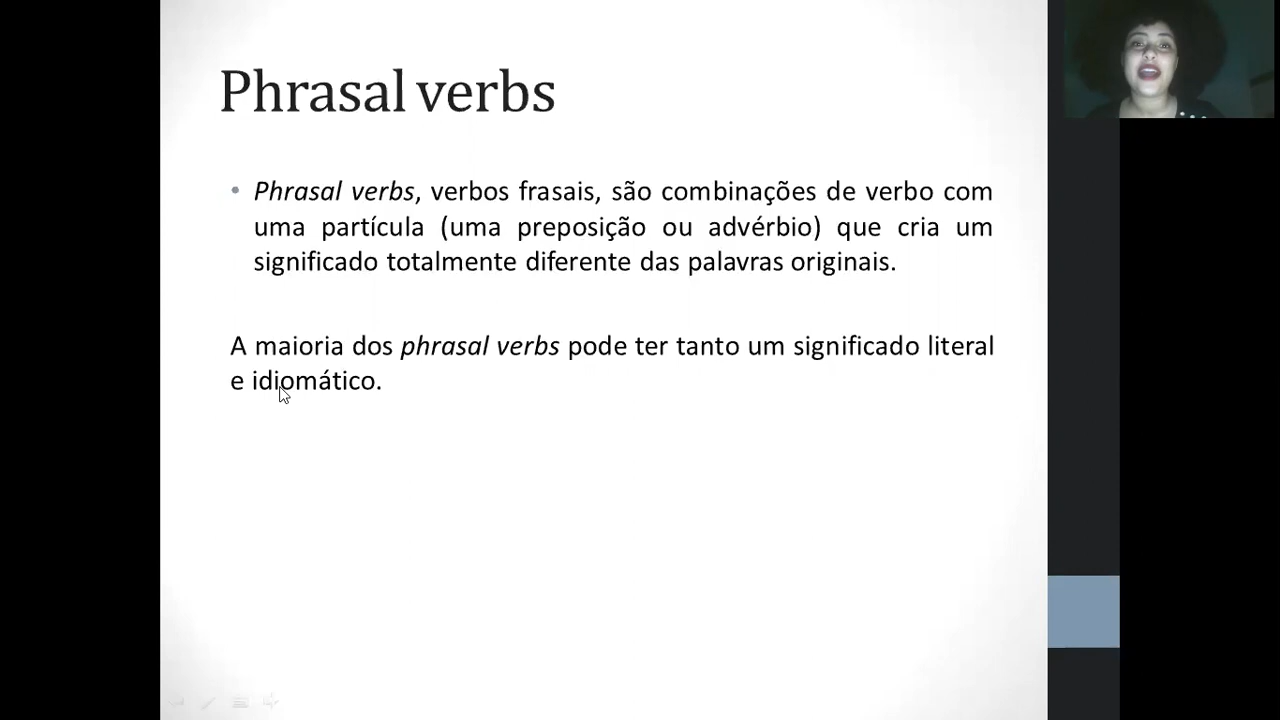 Phrasal verbs
• Phrasal verbs, verbos frasais, são combinações de verbo com
uma partícula (uma preposição ou advérbio) que cria um
significado totalmente diferente das palavras originais.
A maioria dos phrasal verbs pode ter tanto um significado literal
e idiomático.